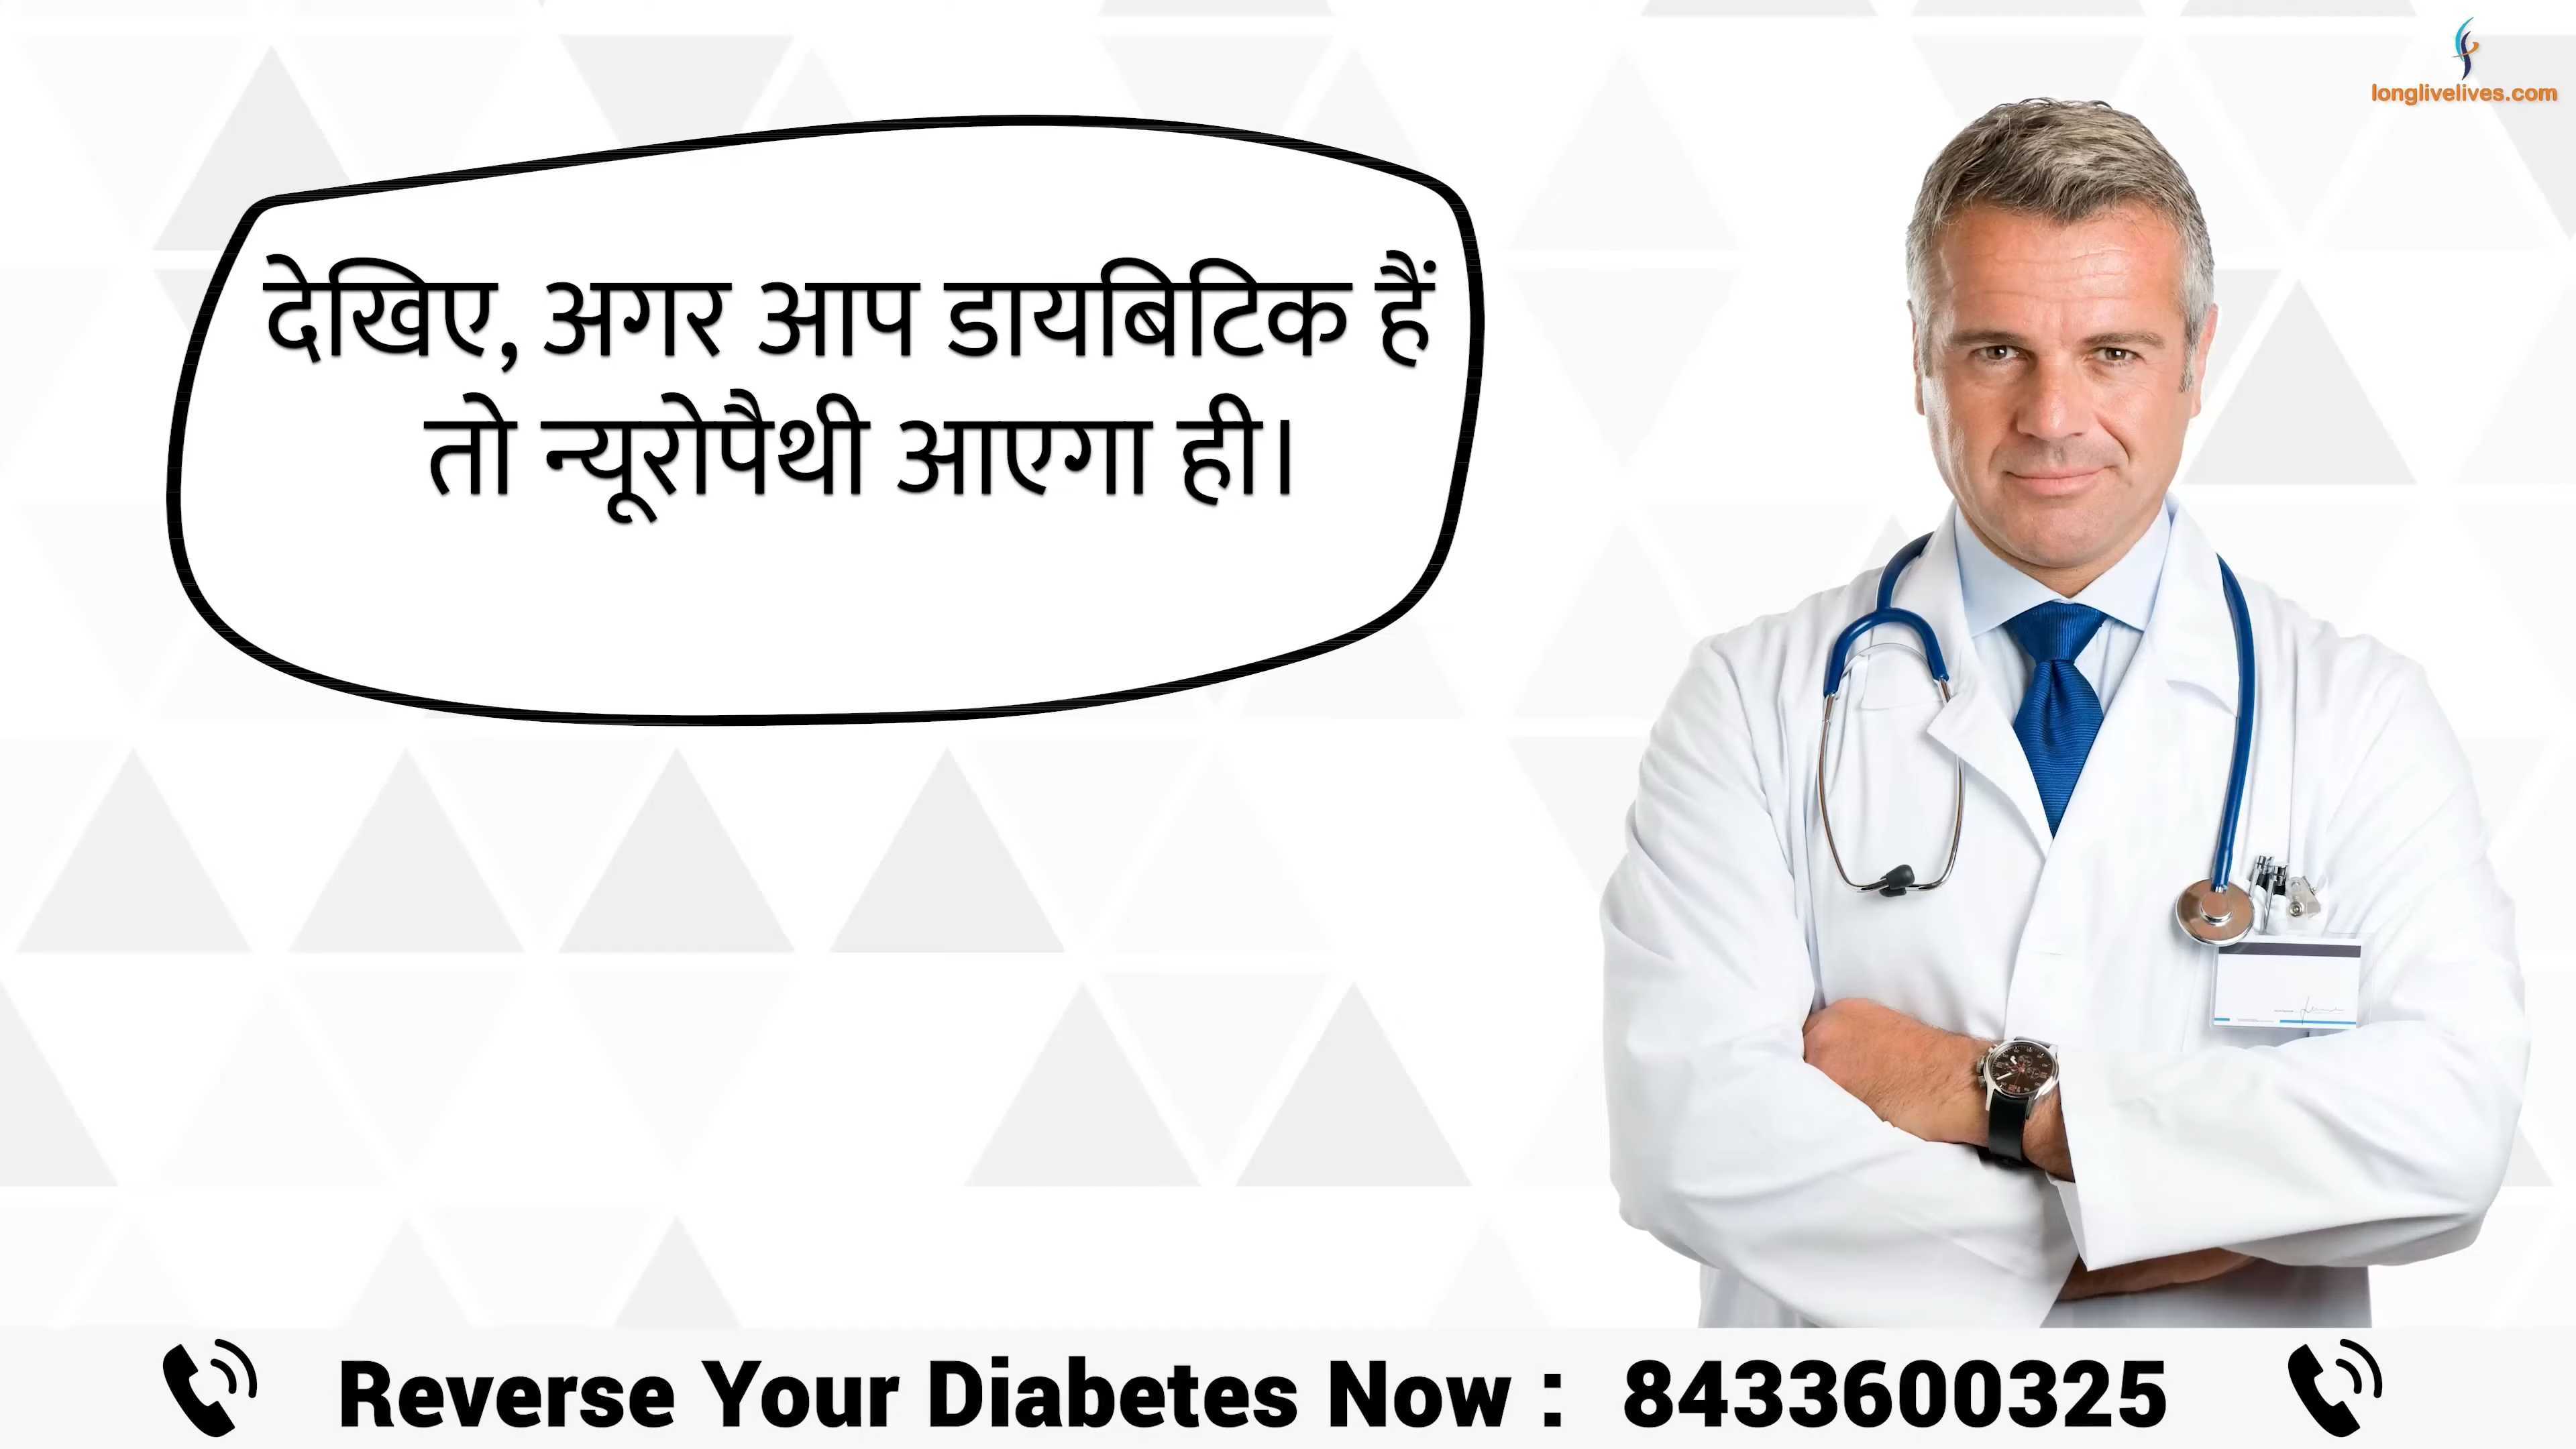 longlivelives.com
देखिए, अगर आप डायबिटिक हैं
तो न्यूरोपैथी आएगा ही।
Reverse Your Diabetes Now : 8433600325